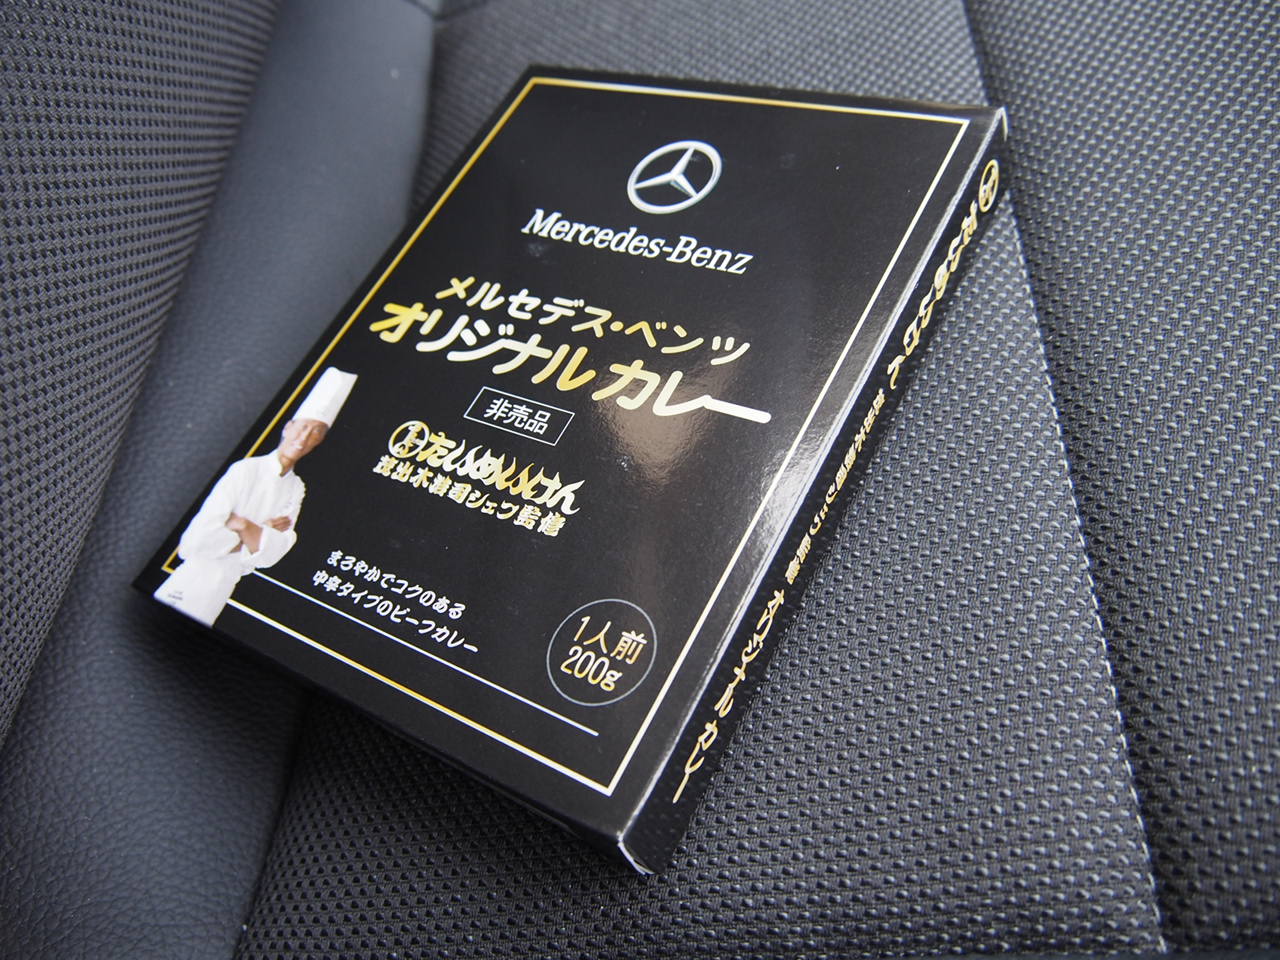 Mercedes-Benz
メルセデス・ベンツ
オリジナル カレー
非売品
たいめいけん
茂出木浩司シェフ監修
まろやかでコクのある
中辛タイプのビーフカレー
1人前
200g